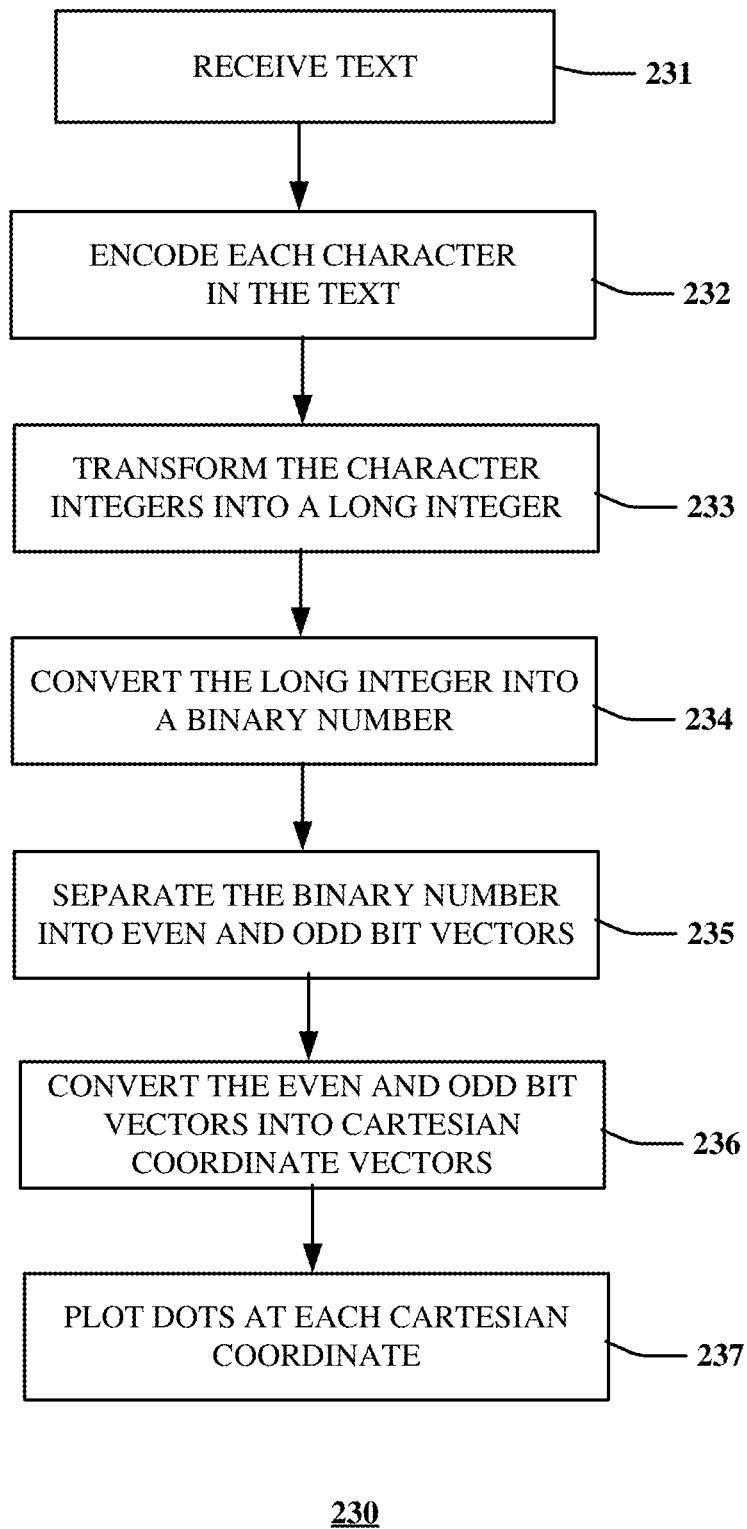 RECEIVE TEXT
231
ENCODE EACH CHARACTER
IN THE TEXT
232
TRANSFORM THE CHARACTER
INTEGERS INTO A LONG INTEGER
233
CONVERT THE LONG INTEGER INTO
A BINARY NUMBER
234
SEPARATE THE BINARY NUMBER
INTO EVEN AND ODD BIT VECTORS
235
CONVERT THE EVEN AND ODD BIT
VECTORS INTO CARTESIAN
COORDINATE VECTORS
236
PLOT DOTS AT EACH CARTESIAN
COORDINATE
237
230